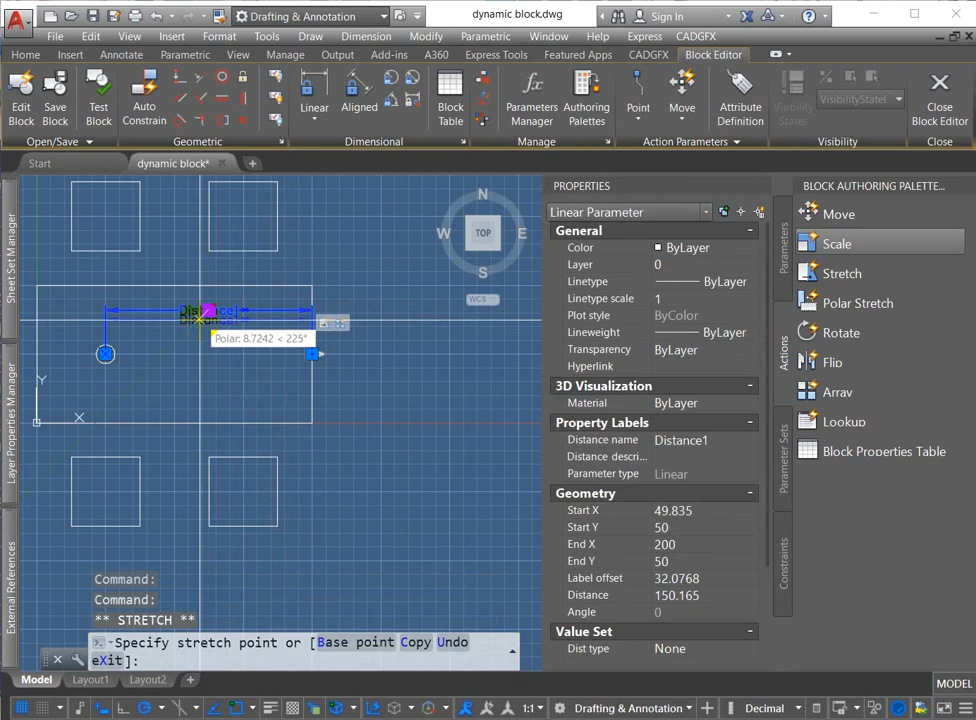 Drafting & Annotation
dynamic block.dwg
Sign In
File Edit View Insert Format Tools Draw Dimension Modify Parametric Window Help Express CADGFX
Home Insert Annotate Parametric View Manage Output Add-ins A360 Express Tools Featured Apps CADGFX Block Editor
Edit Block
Save Block
Test Block
Auto Constrain
Linear
Aligned
Block Table
Parameters Manager
Authoring Palettes
Point
Move
Attribute Definition
Visibility States
VisibilityState0
Close Block Editor
Open/Save Geometric Dimensional Manage Action Parameters Visibility Close
Start
dynamic block*
Sheet Set Manager
Layer Properties Manager
External References
N
W TOP E
S
WCS
Polar: 8.7242 < 225°
Y
X
Command:
Command:
** STRETCH **
Specify stretch point or [Base point Copy Undo
eXit]:
PROPERTIES
Linear Parameter
General
Color ByLayer
Layer 0
Linetype ByLayer
Linetype scale 1
Plot style ByColor
Lineweight ByLayer
Transparency ByLayer
Hyperlink
3D Visualization
Material ByLayer
Property Labels
Distance name Distance1
Distance descri...
Parameter type Linear
Geometry
Start X 49.835
Start Y 50
End X 200
End Y 50
Label offset 32.0768
Distance 150.165
Angle 0
Value Set
Dist type None
BLOCK AUTHORING PALETTE...
Parameters
Actions
Parameter Sets
Constraints
Move
Scale
Stretch
Polar Stretch
Rotate
Flip
Array
Lookup
Block Properties Table
Model Layout1 Layout2 +
MODEL
1:1
Drafting & Annotation
Decimal